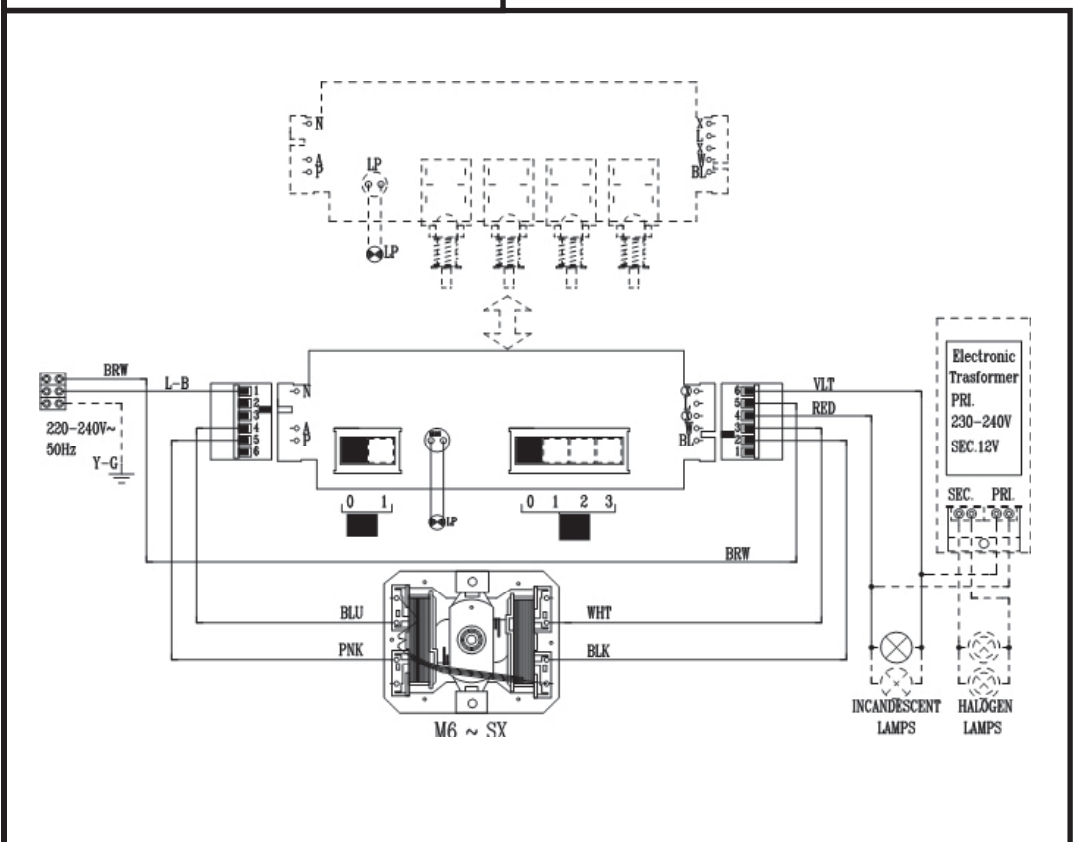 N
A
P
LP
LP
X
L
X
W
BL
BRW
L-B
220-240V~
50Hz
Y-G
1
2
3
4
5
6
N
A
P
0 1
LP
0 1 2 3
L
W
BL
6
5
4
3
2
1
VLT
RED
BRW
Electronic
Trasformer
PRI.
230-240V
SEC.12V
SEC. PRI.
BLU
PNK
WHT
BLK
M6 ~ SX
INCANDESCENT
LAMPS
HALOGEN
LAMPS